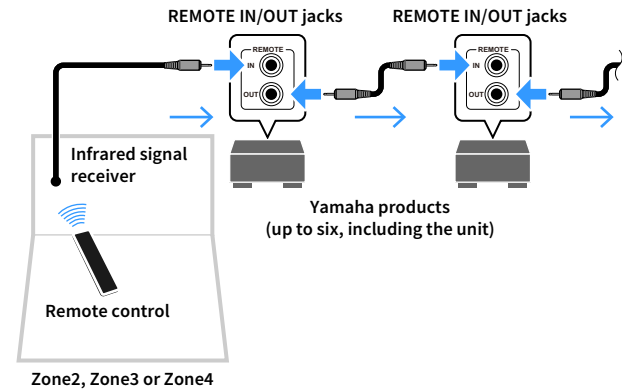 REMOTE IN/OUT jacks
REMOTE IN/OUT jacks
REMOTE
IN
OUT
REMOTE
IN
OUT
Infrared signal
receiver
Yamaha products
(up to six, including the unit)
Remote control
Zone2, Zone3 or Zone4